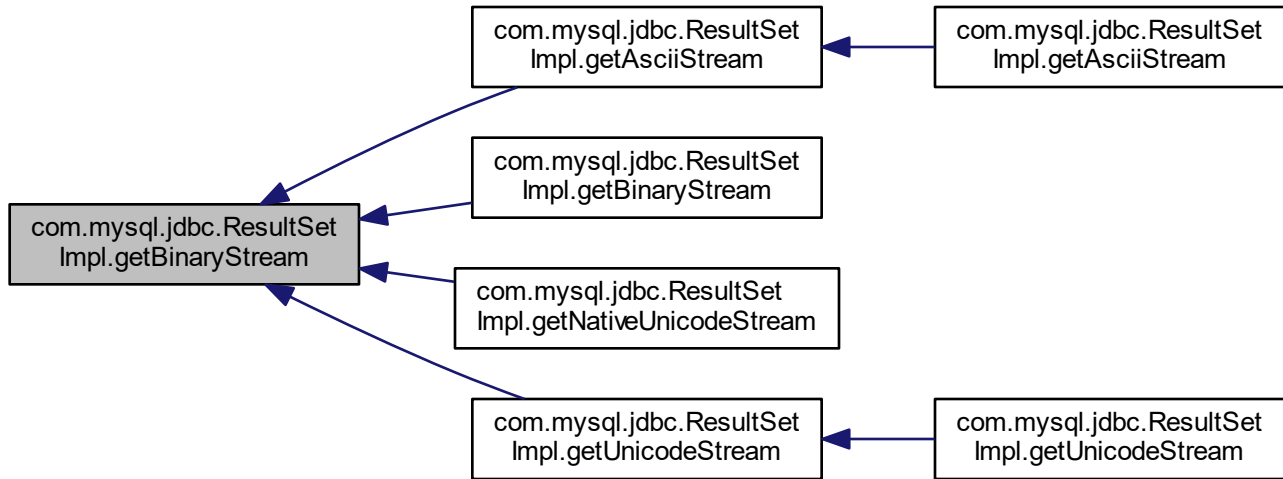 com.mysql.jdbc.ResultSet
Impl.getBinaryStream
com.mysql.jdbc.ResultSet
Impl.getAsciiStream
com.mysql.jdbc.ResultSet
Impl.getAsciiStream
com.mysql.jdbc.ResultSet
Impl.getBinaryStream
com.mysql.jdbc.ResultSet
Impl.getNativeUnicodeStream
com.mysql.jdbc.ResultSet
Impl.getUnicodeStream
com.mysql.jdbc.ResultSet
Impl.getUnicodeStream